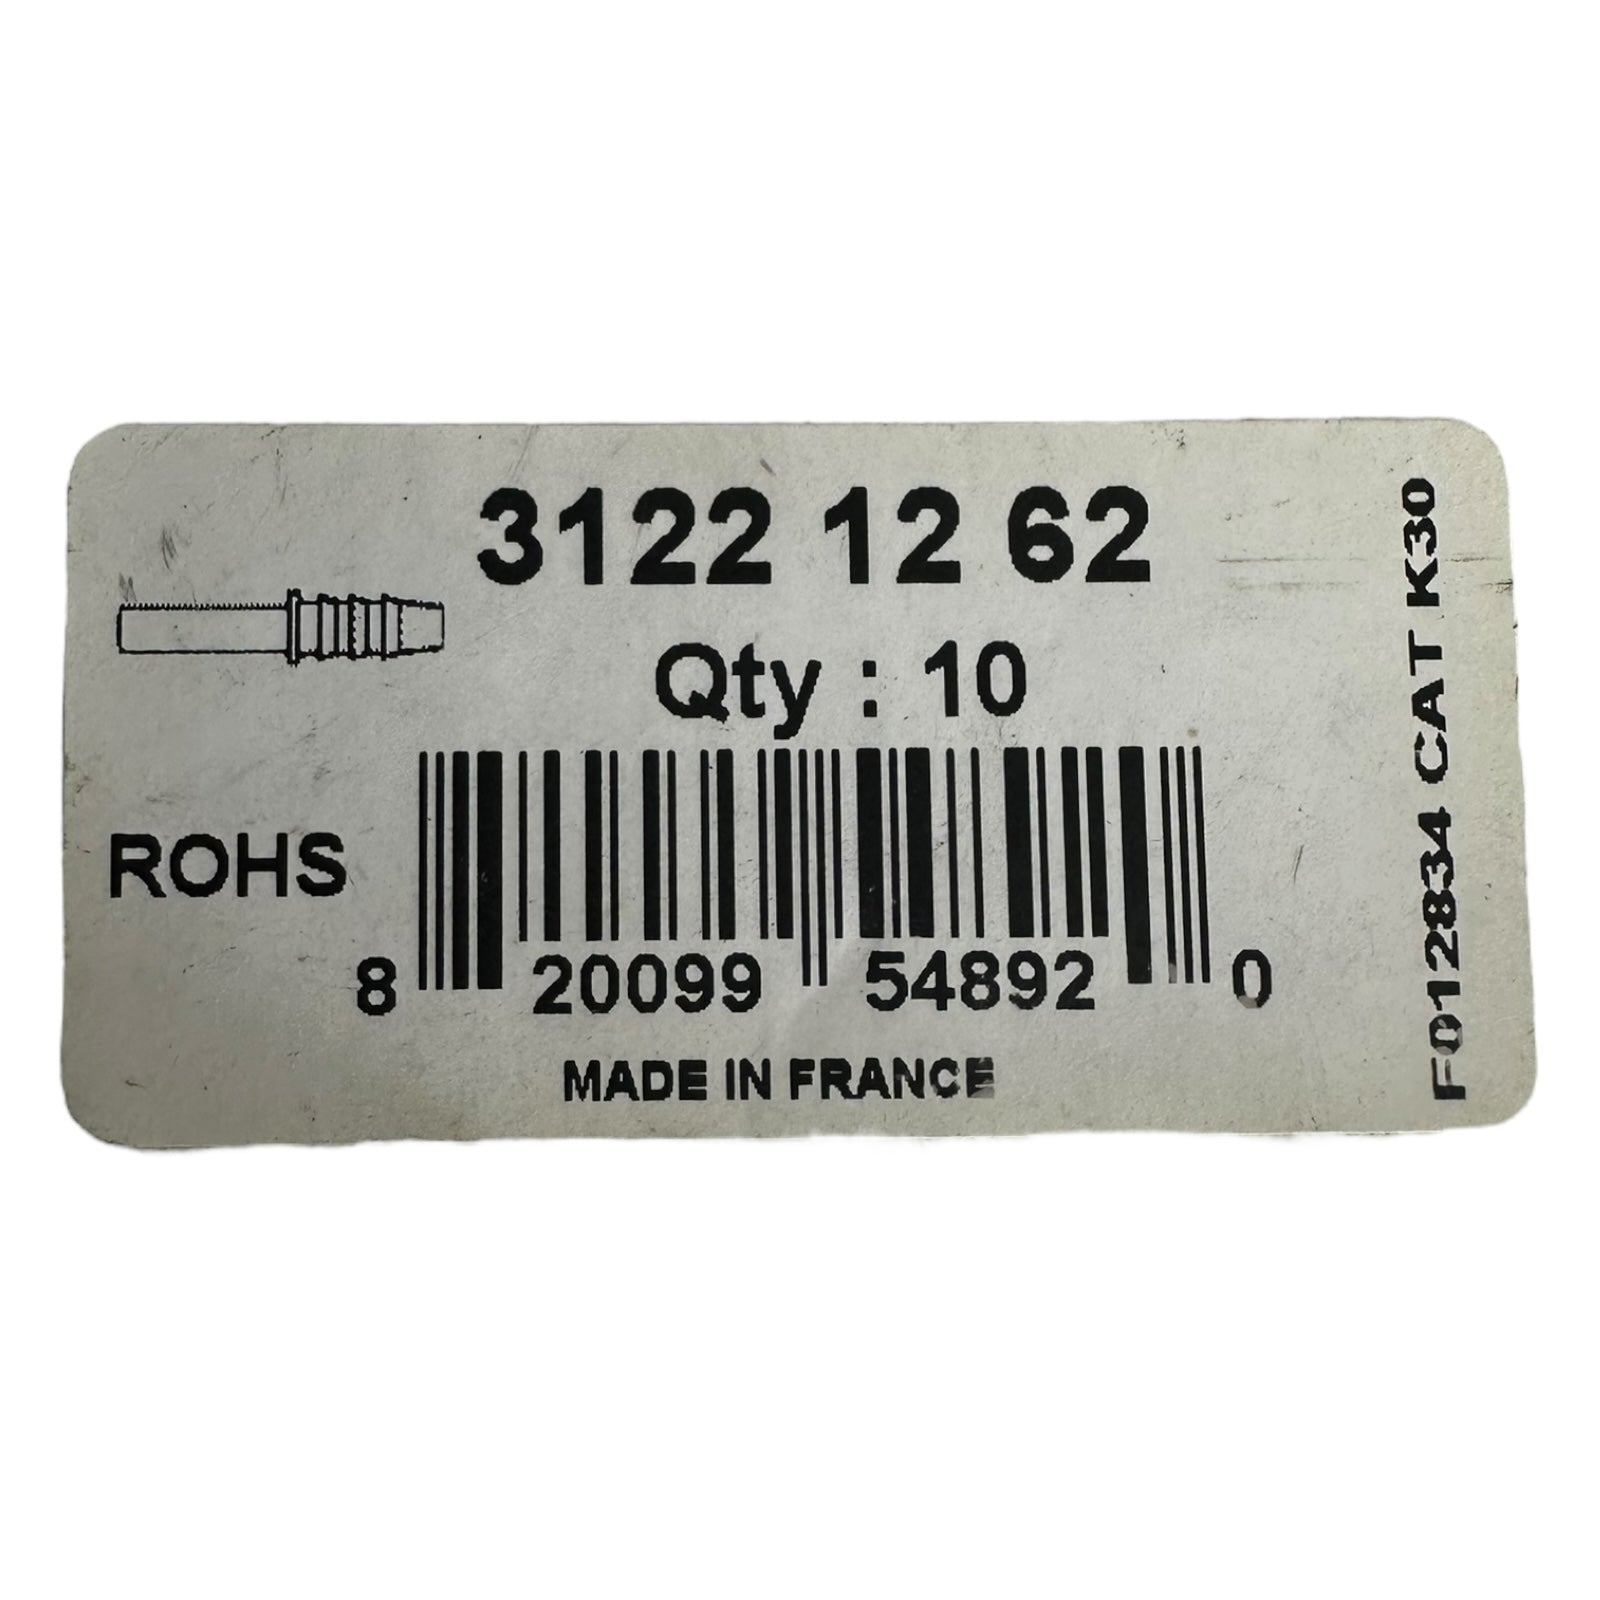 3122 12 62
Qty : 10
ROHS
8 20099 54892 0
MADE IN FRANCE
F012834 CAT K30